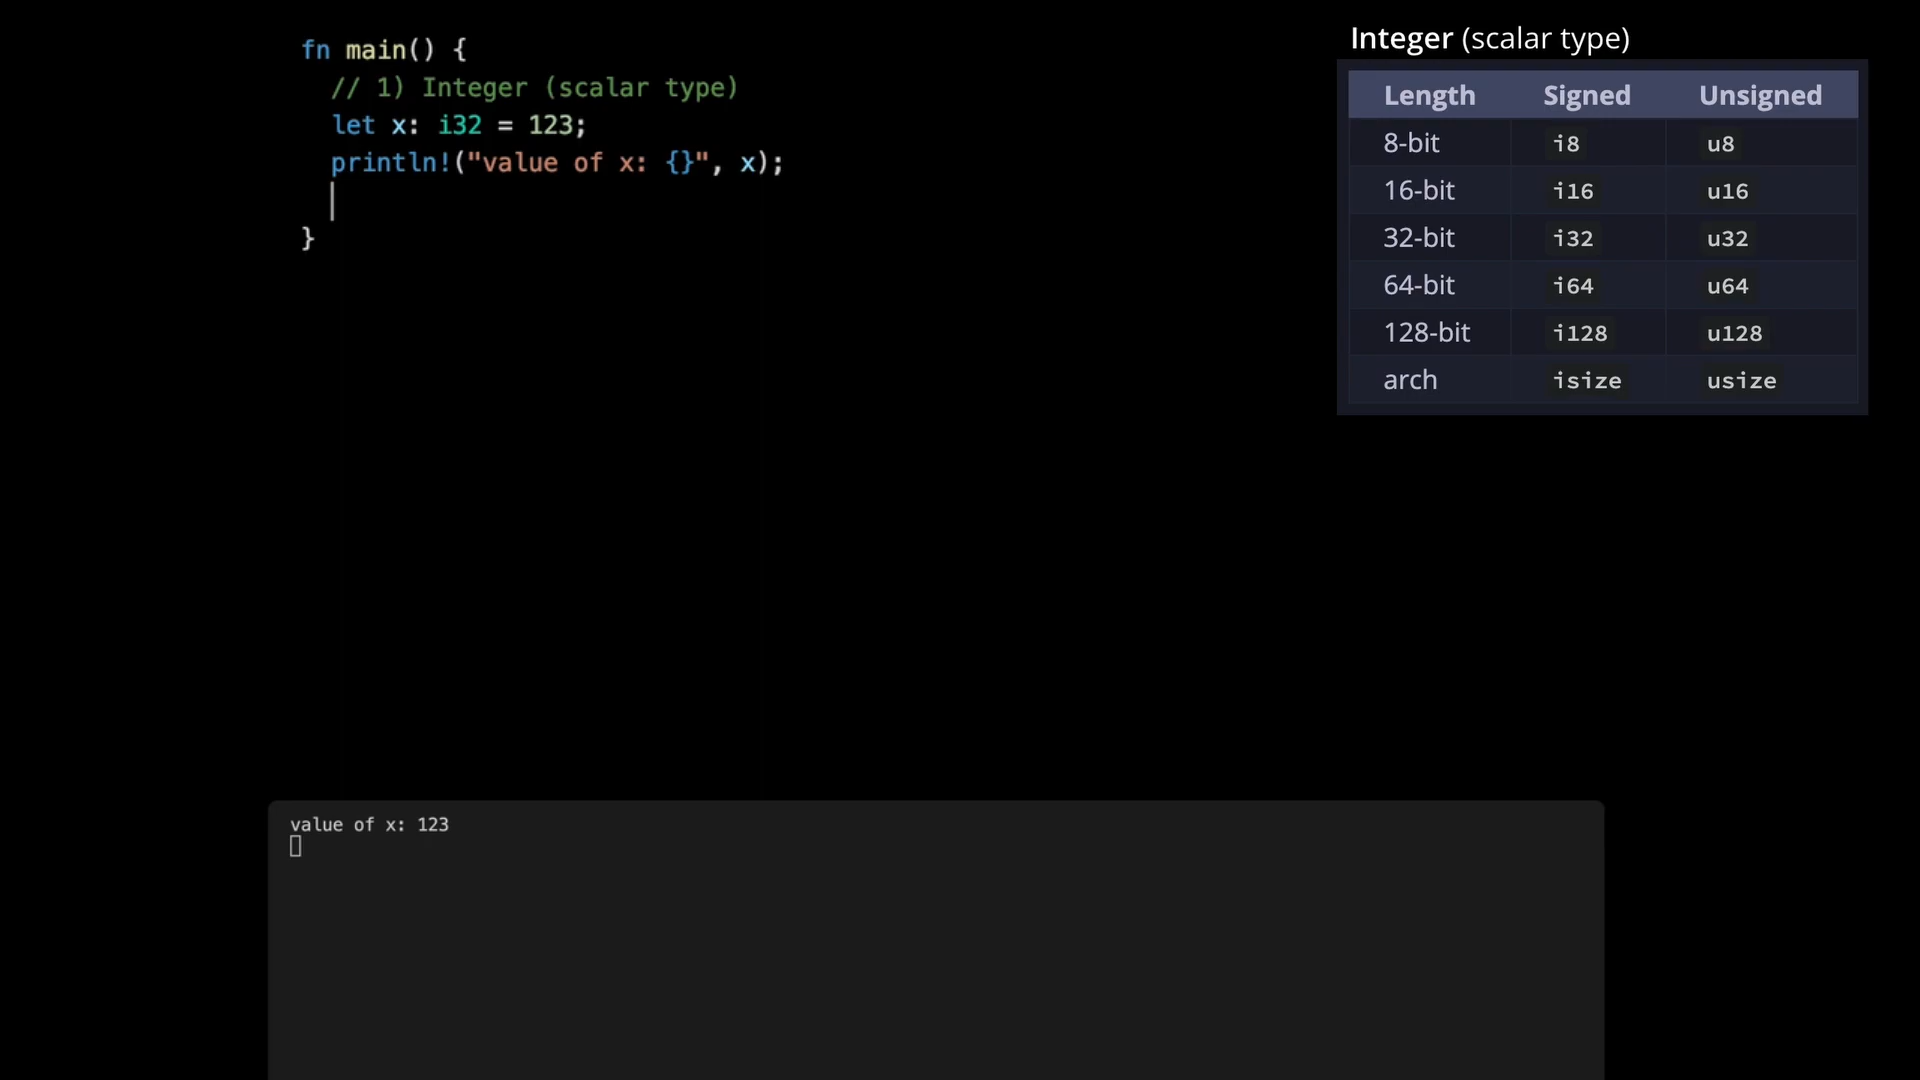 fn main() {
// 1) Integer (scalar type)
let x: i32 = 123;
println!("value of x: {}", x);
}
Integer (scalar type)
Length Signed Unsigned
8-bit i8 u8
16-bit i16 u16
32-bit i32 u32
64-bit i64 u64
128-bit i128 u128
arch isize usize
value of x: 123